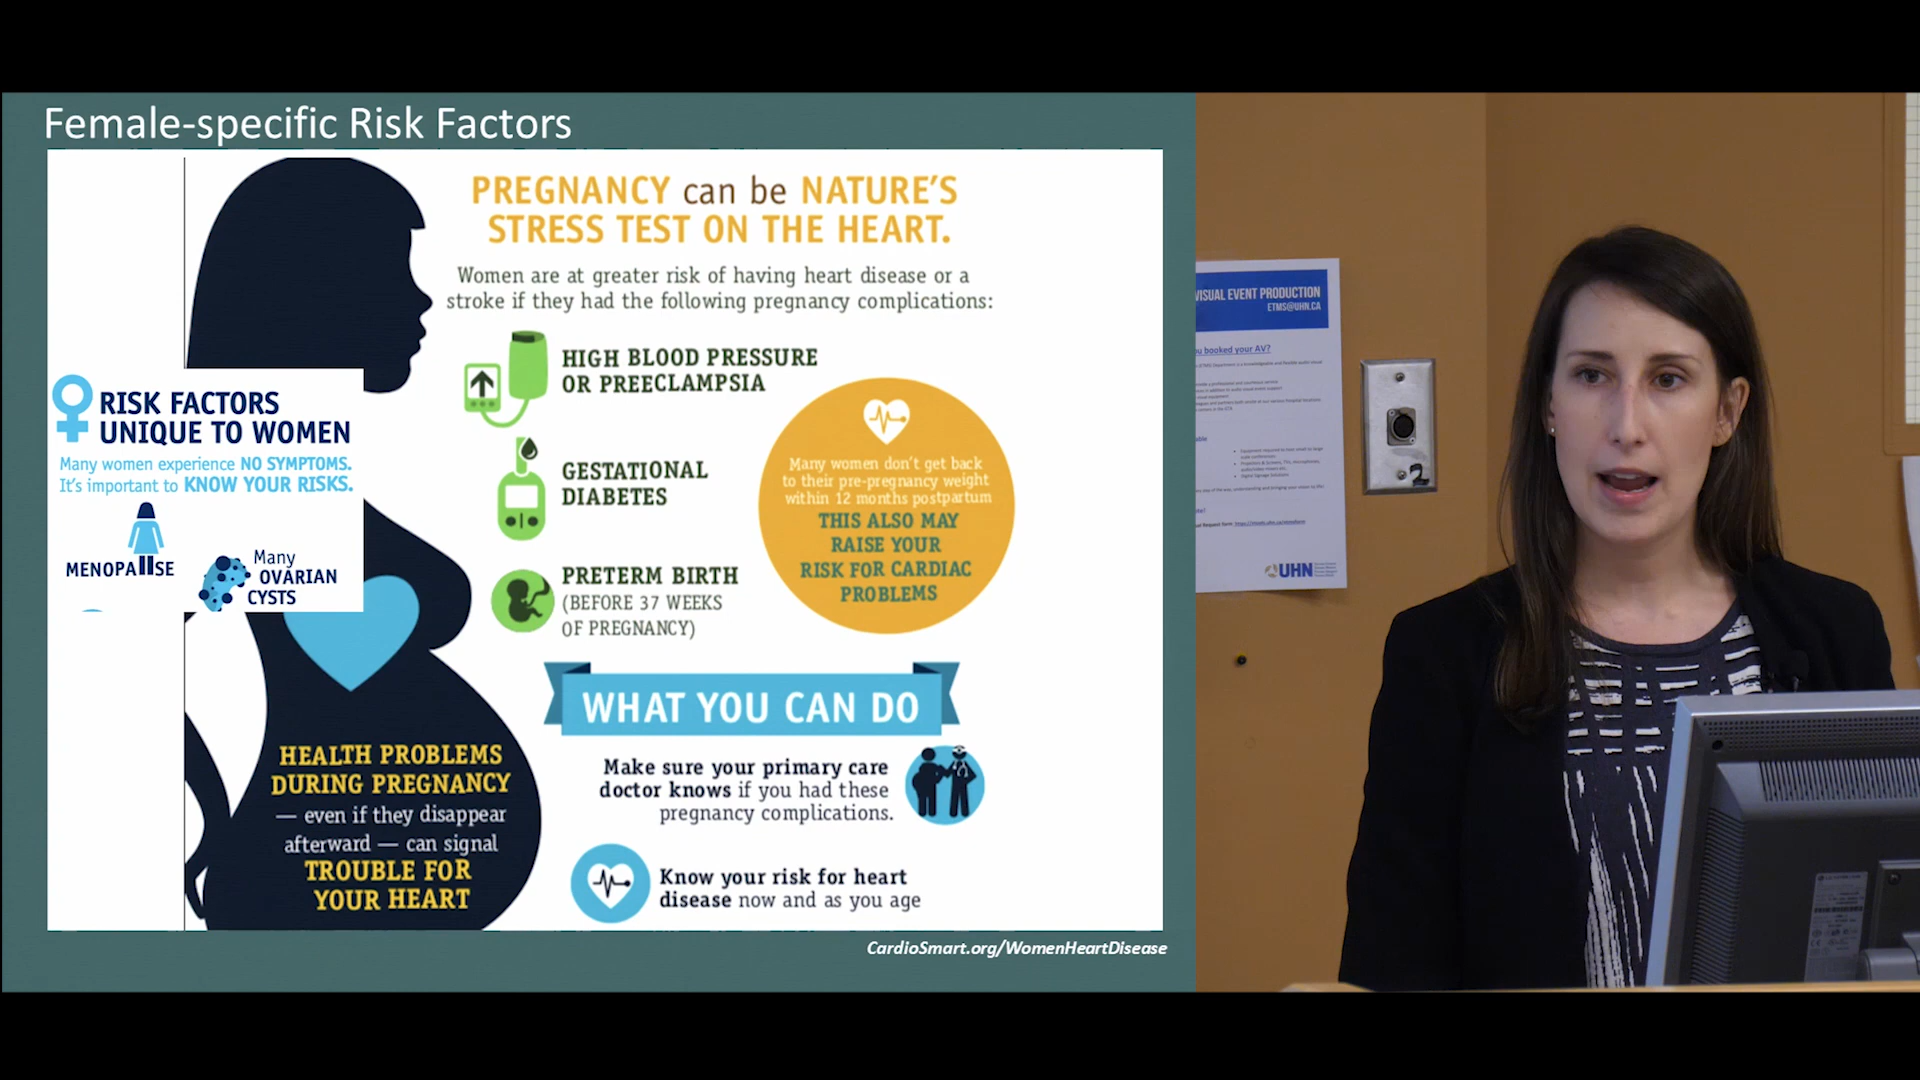 Female-specific Risk Factors
PREGNANCY can be NATURE'S
STRESS TEST ON THE HEART.
Women are at greater risk of having heart disease or a
stroke if they had the following pregnancy complications:
HIGH BLOOD PRESSURE
OR PREECLAMPSIA
GESTATIONAL
DIABETES
PRETERM BIRTH
(BEFORE 37 WEEKS
OF PREGNANCY)
Many women don't get back
to their pre-pregnancy weight
within 12 months postpartum
THIS ALSO MAY
RAISE YOUR
RISK FOR CARDIAC
PROBLEMS
RISK FACTORS
UNIQUE TO WOMEN
Many women experience NO SYMPTOMS.
It's important to KNOW YOUR RISKS.
MENOPAUSE
Many
OVARIAN
CYSTS
HEALTH PROBLEMS
DURING PREGNANCY
— even if they disappear
afterward — can signal
TROUBLE FOR
YOUR HEART
WHAT YOU CAN DO
Make sure your primary care
doctor knows if you had these
pregnancy complications.
Know your risk for heart
disease now and as you age
CardioSmart.org/WomenHeartDisease
VISUAL EVENT PRODUCTION
ETMS@UHN.CA
u booked your AV?
UHN
2